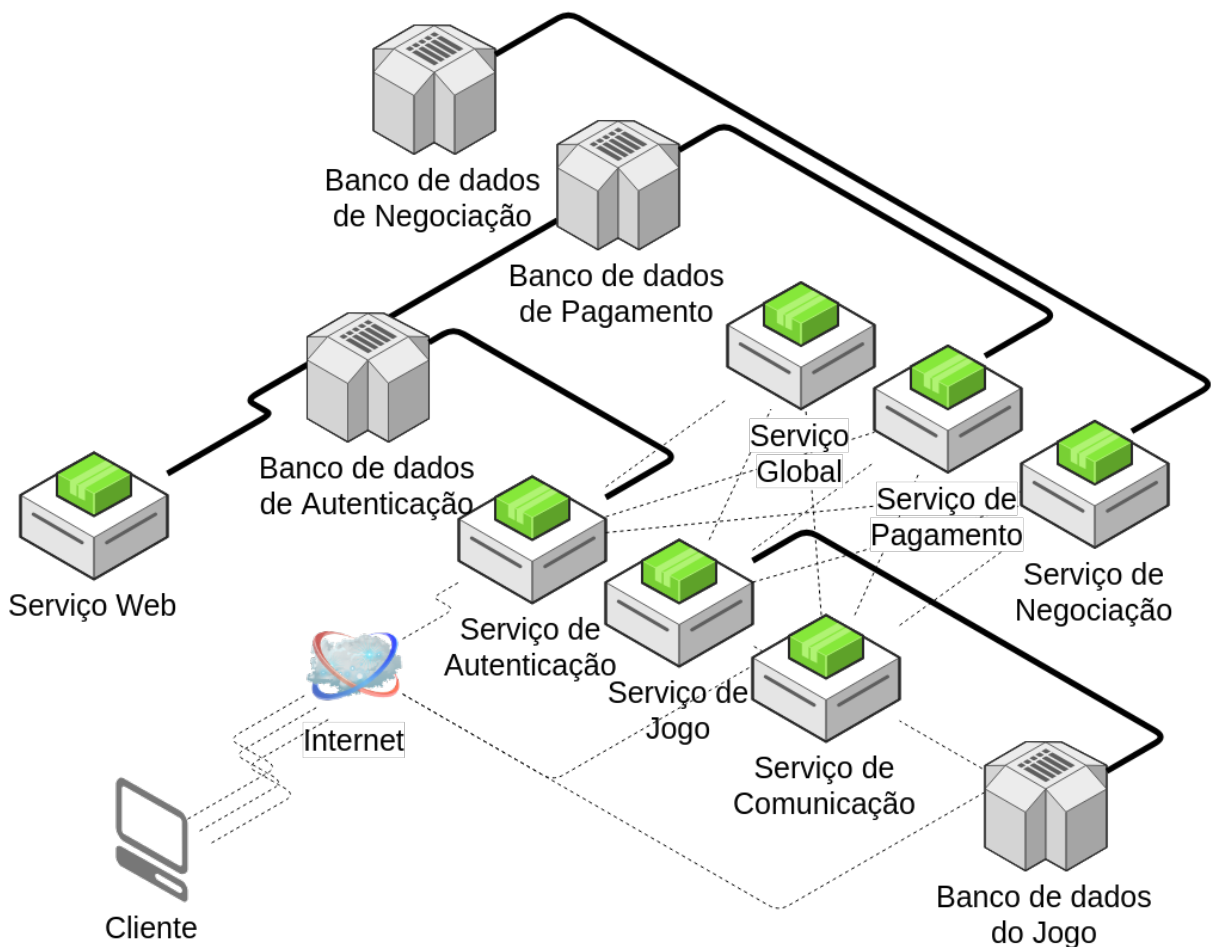 Banco de dados
de Negociação
Banco de dados
de Pagamento
Banco de dados
de Autenticação
Serviço
Global
Serviço de
Pagamento
Serviço de
Negociação
Serviço Web
Serviço de
Autenticação
Serviço de
Jogo
Internet
Serviço de
Comunicação
Banco de dados
do Jogo
Cliente